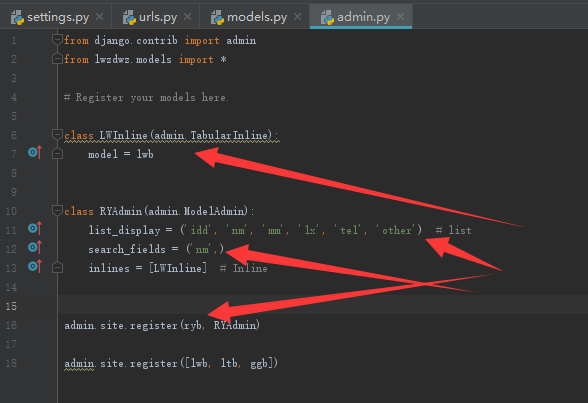 settings.py × urls.py × models.py × admin.py ×
1 from django.contrib import admin
2 from lwzdwz.models import *
3
4 # Register your models here.
5
6 class LWInline(admin.TabularInline):
7 model = lwb
8
9
10 class RYAdmin(admin.ModelAdmin):
11 list_display = ('idd', 'nm', 'mm', 'lx', 'tel', 'other') # list
12 search_fields = ('nm',)
13 inlines = [LWInline] # Inline
14
15
16 admin.site.register(ryb, RYAdmin)
17
18 admin.site.register([lwb, ltb, ggb])